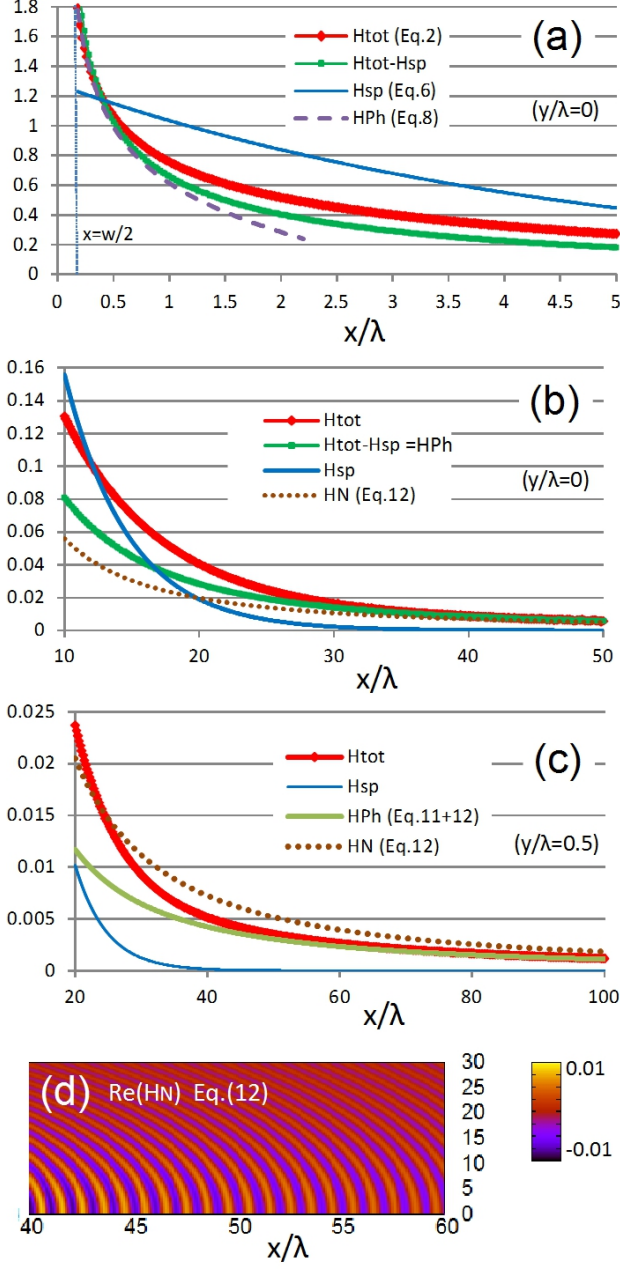 1.8
1.6
1.4
1.2
1
0.8
0.6
0.4
0.2
0
(a)
Htot (Eq.2)
Htot-Hsp
Hsp (Eq.6)
HPh (Eq.8)
(y/λ=0)
x=w/2
0 0.5 1 1.5 2 2.5 3 3.5 4 4.5 5
x/λ
0.16
0.14
0.12
0.1
0.08
0.06
0.04
0.02
0
(b)
Htot
Htot-Hsp =HPh
Hsp
HN (Eq.12)
(y/λ=0)
10 20 30 40 50
x/λ
0.025
0.02
0.015
0.01
0.005
0
(c)
Htot
Hsp
HPh (Eq.11+12)
HN (Eq.12)
(y/λ=0.5)
20 40 60 80 100
x/λ
(d) Re(HN) Eq.(12)
30
25
20
15
10
5
0
0.01
-0.01
40 45 50 55 60
x/λ